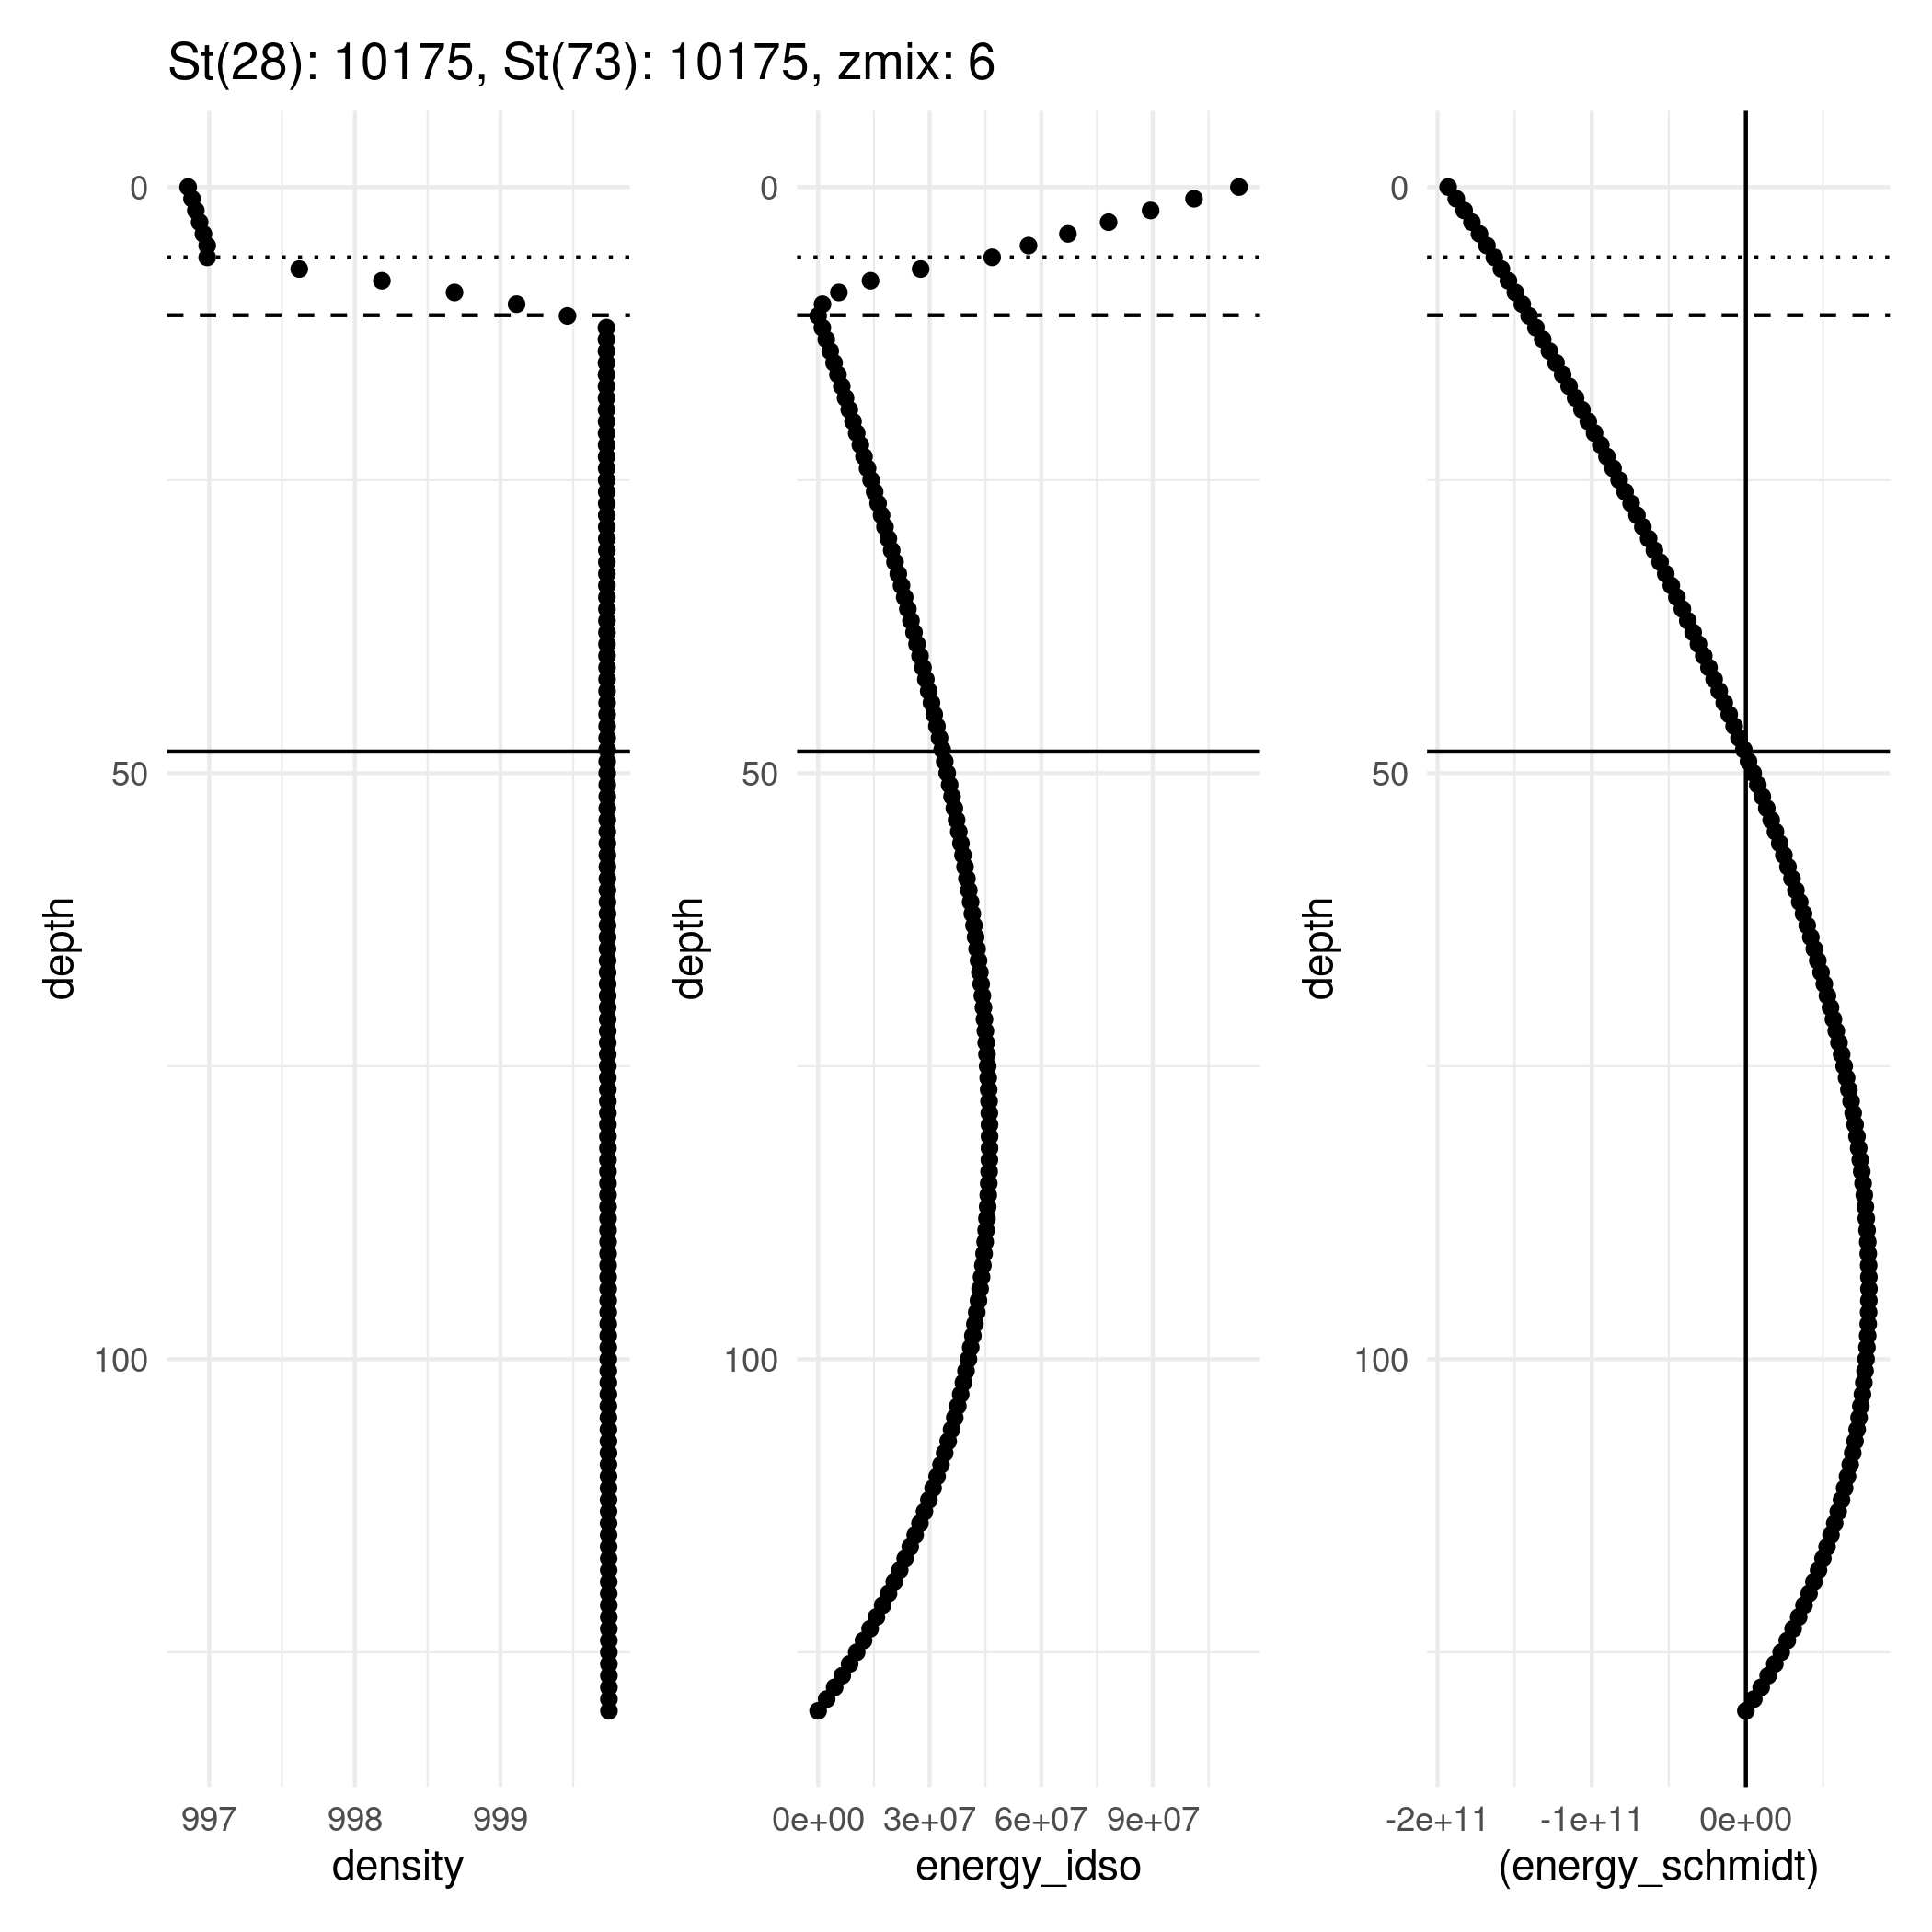 St(28): 10175, St(73): 10175, zmix: 6
0
50
100
depth
997 998 999
density
0
50
100
depth
0e+00 3e+07 6e+07 9e+07
energy_idso
0
50
100
depth
-2e+11 -1e+11 0e+00
(energy_schmidt)